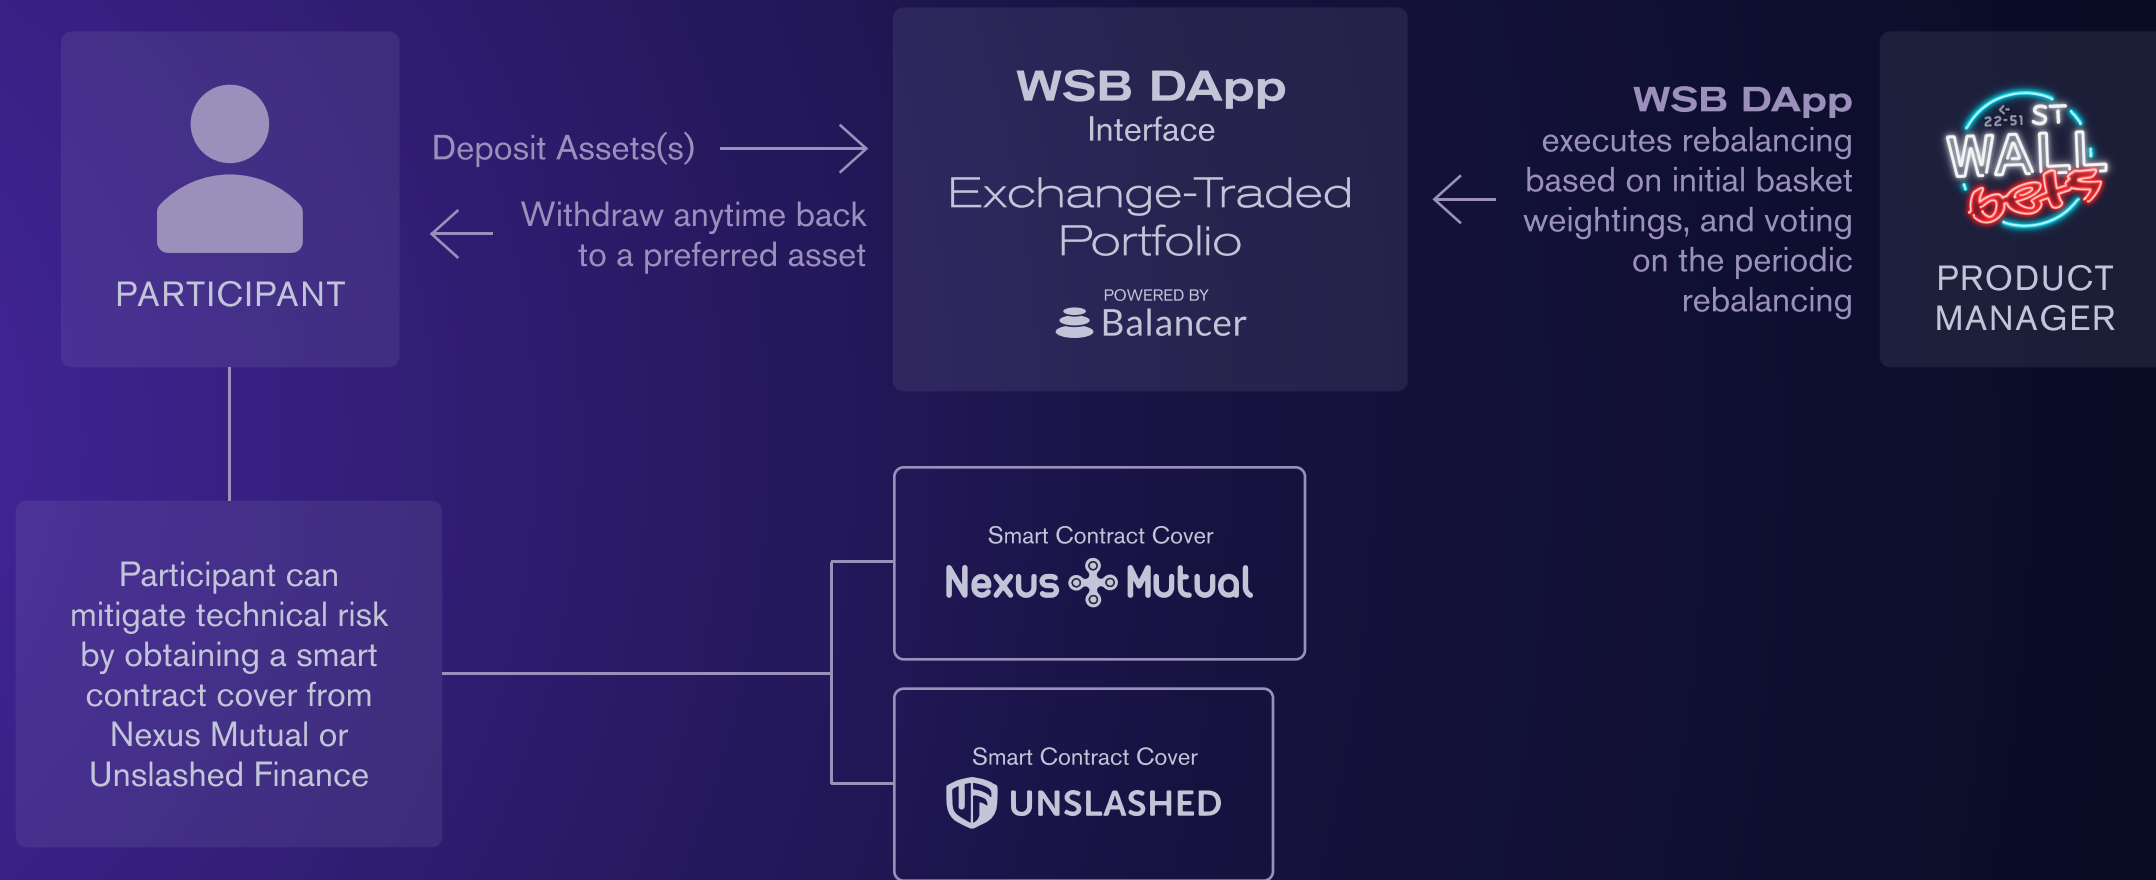 PARTICIPANT
Deposit Assets(s)
Withdraw anytime back
to a preferred asset
WSB DApp
Interface
Exchange-Traded
Portfolio
POWERED BY
Balancer
WSB DApp
executes rebalancing
based on initial basket
weightings, and voting
on the periodic
rebalancing
<-
22-51 ST
WALL
bets
PRODUCT
MANAGER
Participant can
mitigate technical risk
by obtaining a smart
contract cover from
Nexus Mutual or
Unslashed Finance
Smart Contract Cover
Nexus Mutual
Smart Contract Cover
UNSLASHED